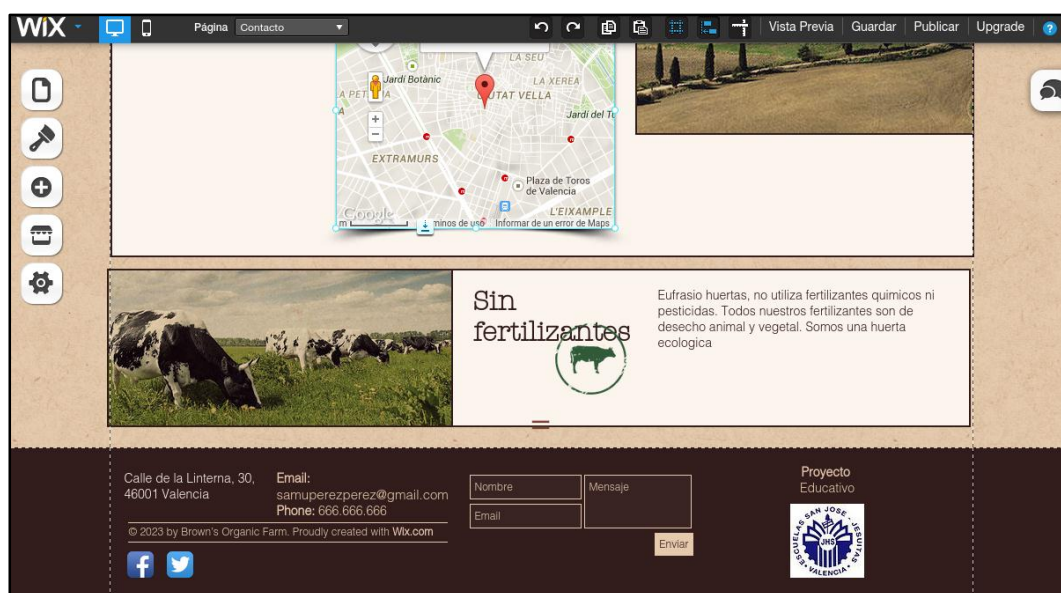 WiX
Página Contacto
Vista Previa Guardar Publicar Upgrade ?
LA SEU
Jardí Botànic
LA XEREA
CIUTAT VELLA
Jardí del Tu
EXTRAMURS
Plaza de Toros
de Valencia
L'EIXAMPLE
Google
minos de uso Informar de un error de Maps
Sin
fertilizantes
Eufrasio huertas, no utiliza fertilizantes quimicos ni
pesticidas. Todos nuestros fertilizantes son de
desecho animal y vegetal. Somos una huerta
ecologica
Calle de la Linterna, 30,
46001 Valencia
Email:
samuperezperez@gmail.com
Phone: 666.666.666
© 2023 by Brown's Organic Farm. Proudly created with Wix.com
Nombre
Email
Mensaje
Enviar
Proyecto
Educativo
ESCUELAS SAN JOSE - JESUITAS
JHS
VALENCIA